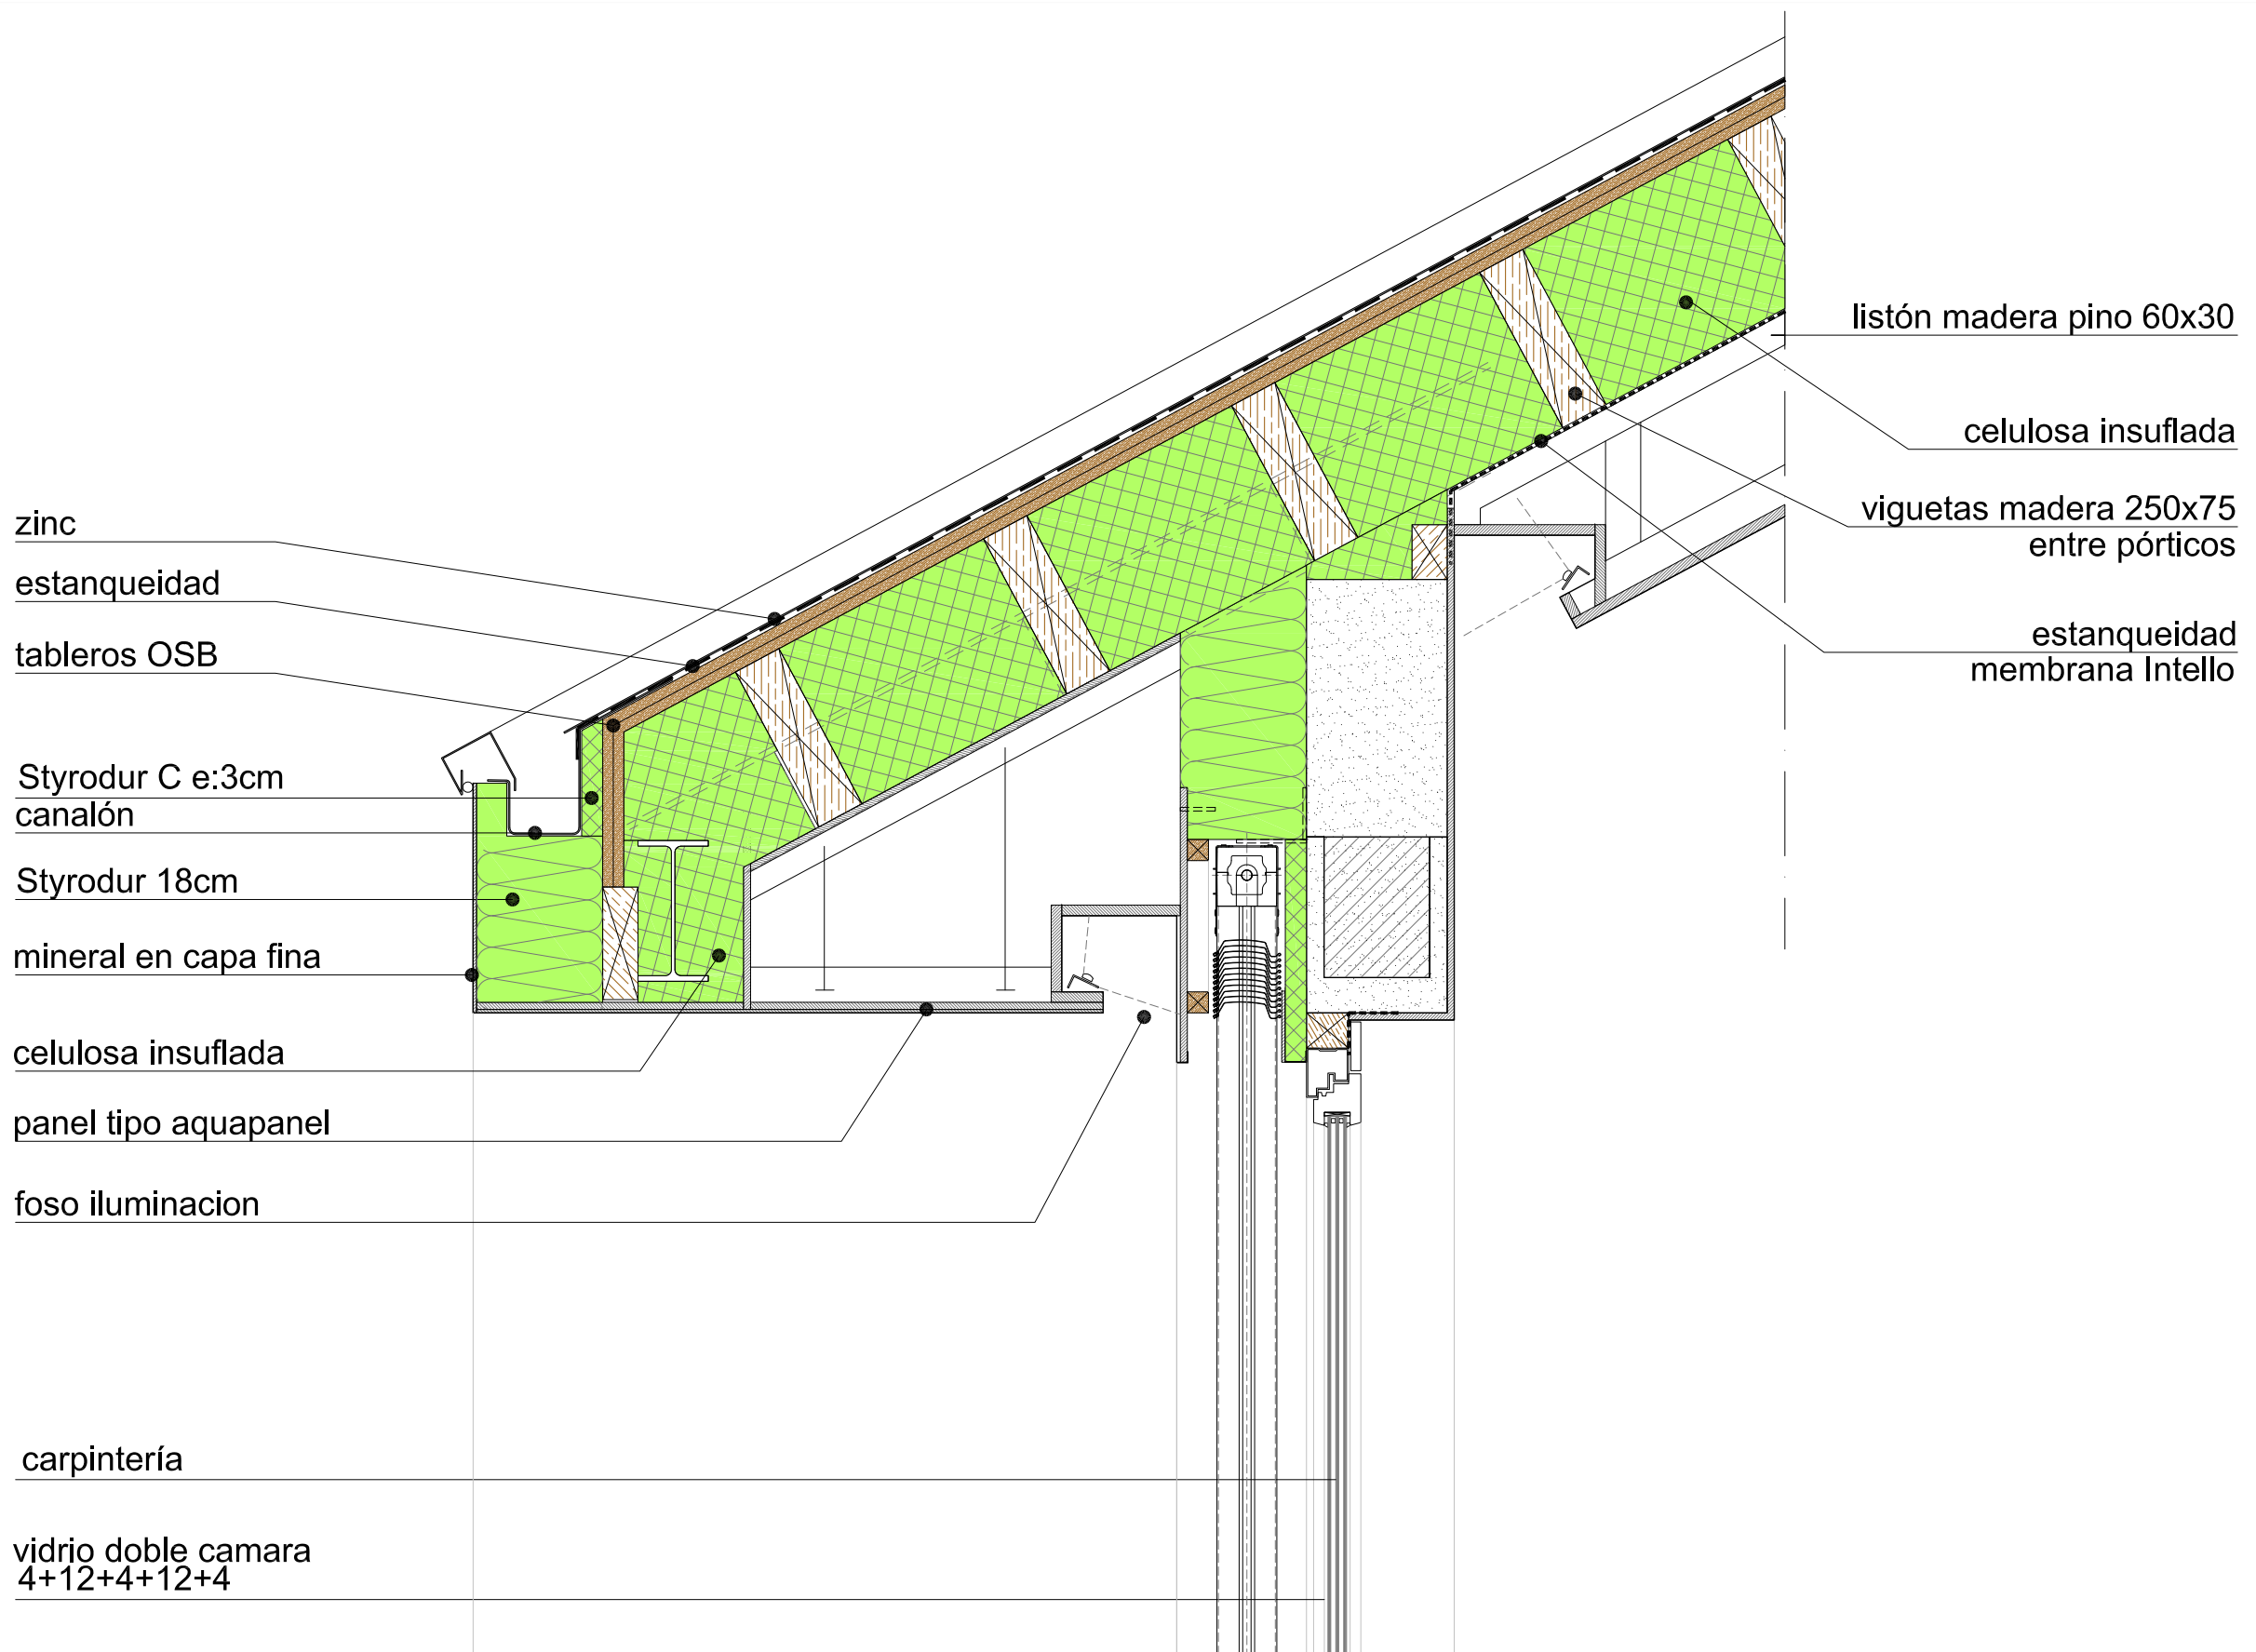 zinc
estanqueidad
tableros OSB
Styrodur C e:3cm
canalón
Styrodur 18cm
mineral en capa fina
celulosa insuflada
panel tipo aquapanel
foso iluminacion
carpintería
vidrio doble camara
4+12+4+12+4
listón madera pino 60x30
celulosa insuflada
viguetas madera 250x75
entre pórticos
estanqueidad
membrana Intello